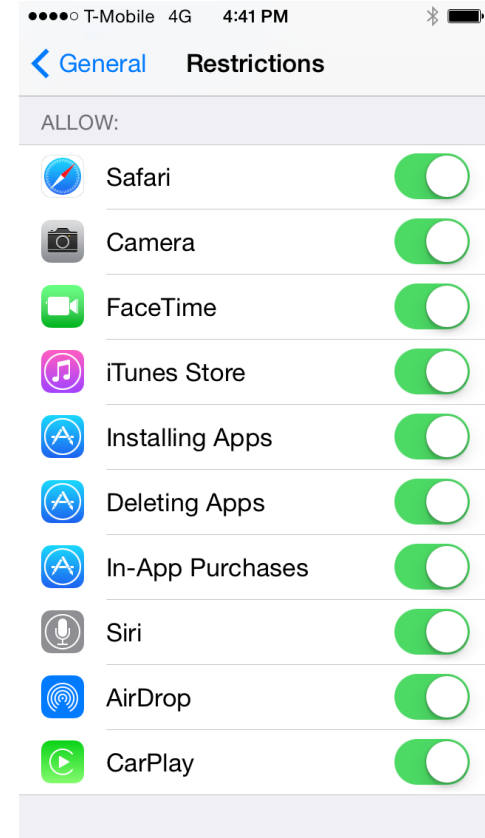 T-Mobile 4G 4:41 PM
General Restrictions
ALLOW:
Safari
Camera
FaceTime
iTunes Store
Installing Apps
Deleting Apps
In-App Purchases
Siri
AirDrop
CarPlay